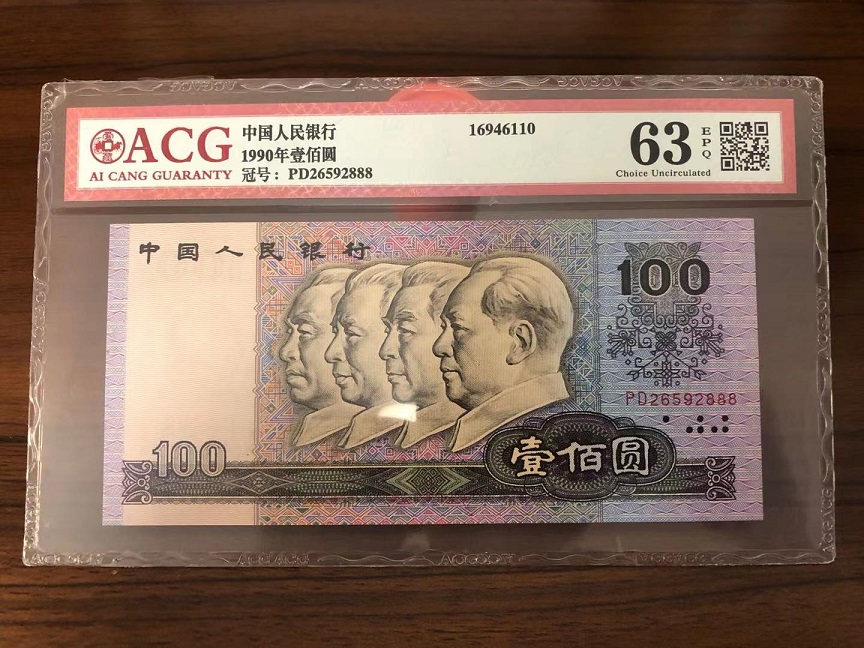 ACG
AI CANG GUARANTY
中国人民银行
1990年壹佰圆
冠号：PD26592888
16946110
63
EPQ
Choice Uncirculated
中国人民银行
100
PD26592888
100
壹佰圆